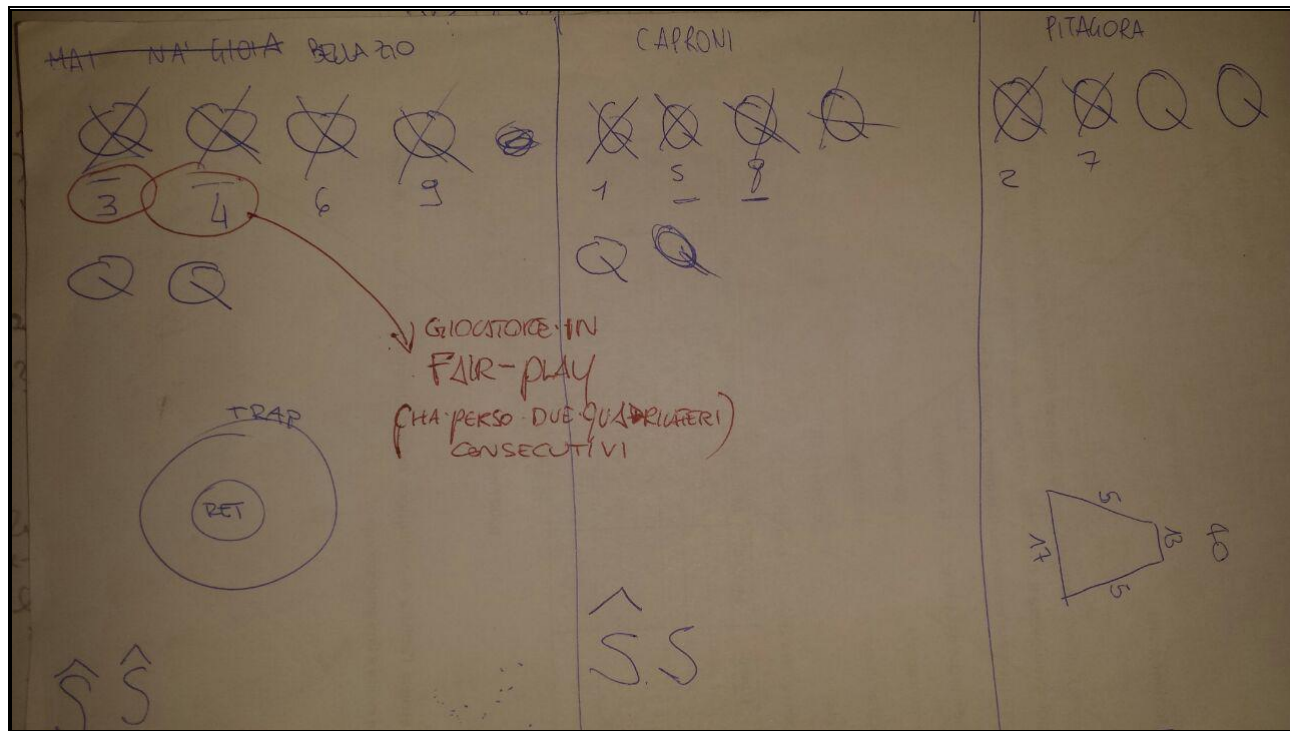 MAI NA' GIOIA BELLA ZIO
Q Q Q Q
3 4 6 9
Q Q
TRAP
RET
Ŝ Ŝ
GIOCATORE IN
FAIR-PLAY
(HA PERSO DUE QUADRILATERI)
CONSECUTIVI
CAPRONI
Q Q Q Q
1 5 8
Q Q
Ŝ S
PITAGORA
Q Q Q Q
2 7
5
17 13 40
5